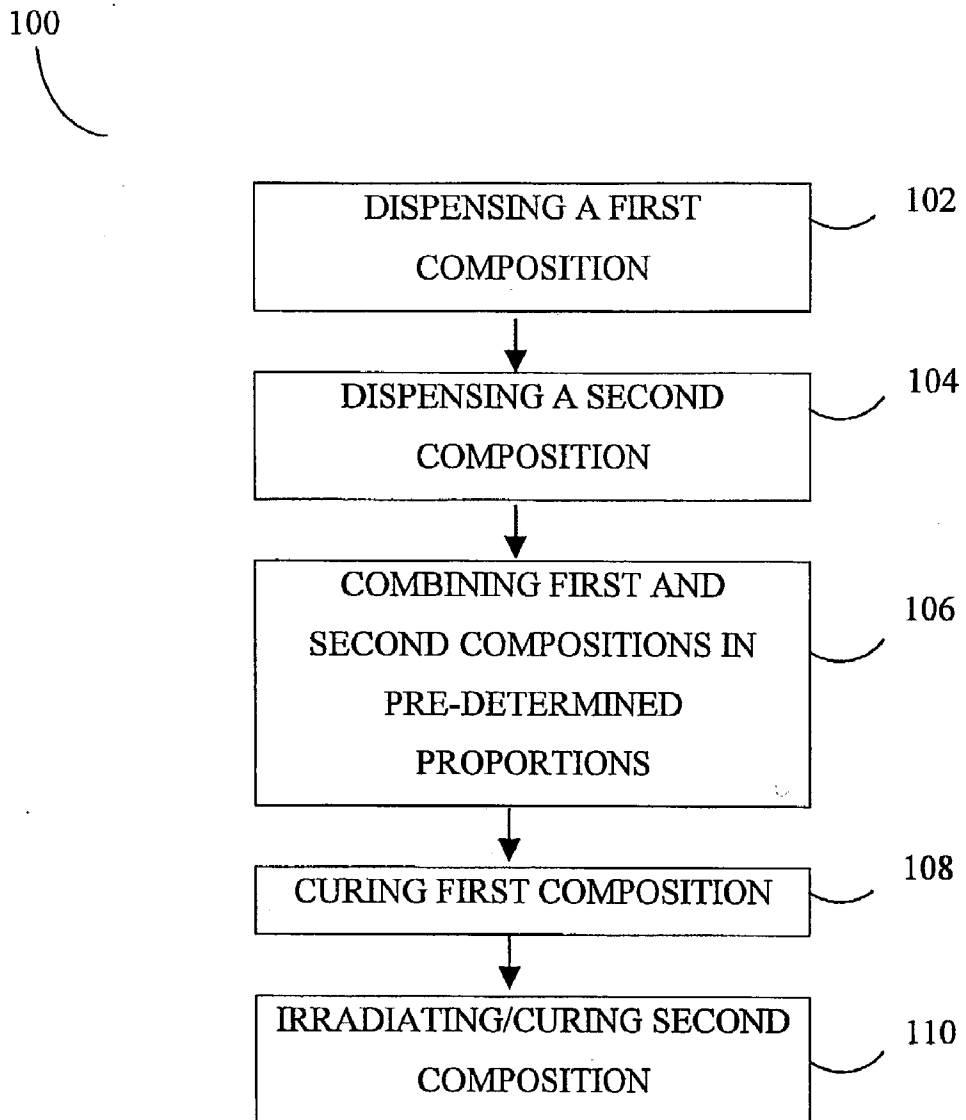 100
DISPENSING A FIRST
COMPOSITION
102
DISPENSING A SECOND
COMPOSITION
104
COMBINING FIRST AND
SECOND COMPOSITIONS IN
PRE-DETERMINED
PROPORTIONS
106
CURING FIRST COMPOSITION
108
IRRADIATING/CURING SECOND
COMPOSITION
110